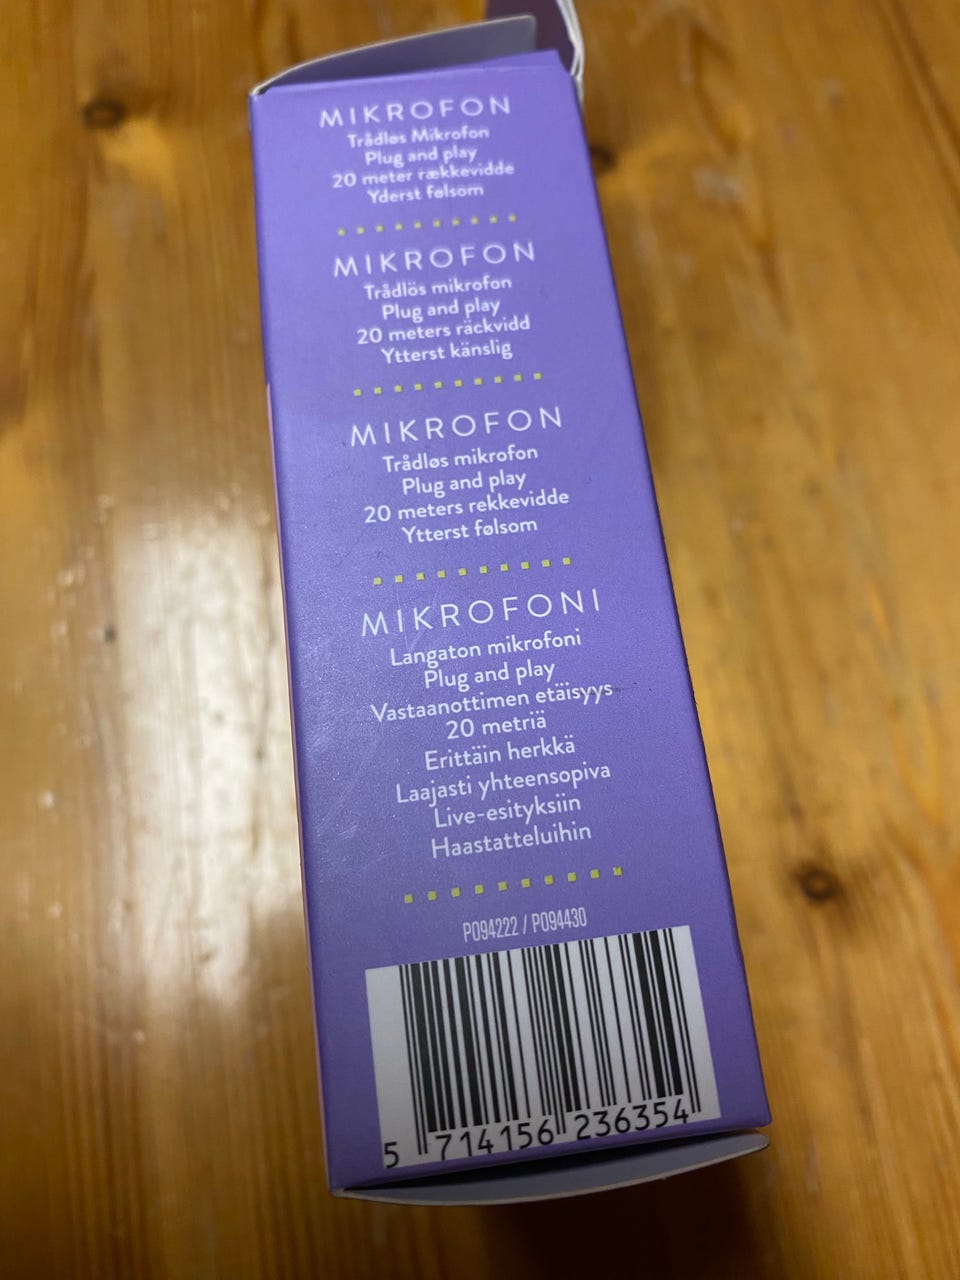 MIKROFON
Trådløs Mikrofon
Plug and play
20 meter rækkevidde
Yderst følsom
MIKROFON
Trådlös mikrofon
Plug and play
20 meters räckvidd
Ytterst känslig
MIKROFON
Trådløs mikrofon
Plug and play
20 meters rekkevidde
Ytterst følsom
MIKROFONI
Langaton mikrofoni
Plug and play
Vastaanottimen etäisyys
20 metriä
Erittäin herkkä
Laajasti yhteensopiva
Live-esityksiin
Haastatteluihin
P094222 / P094430
5 714156 236354